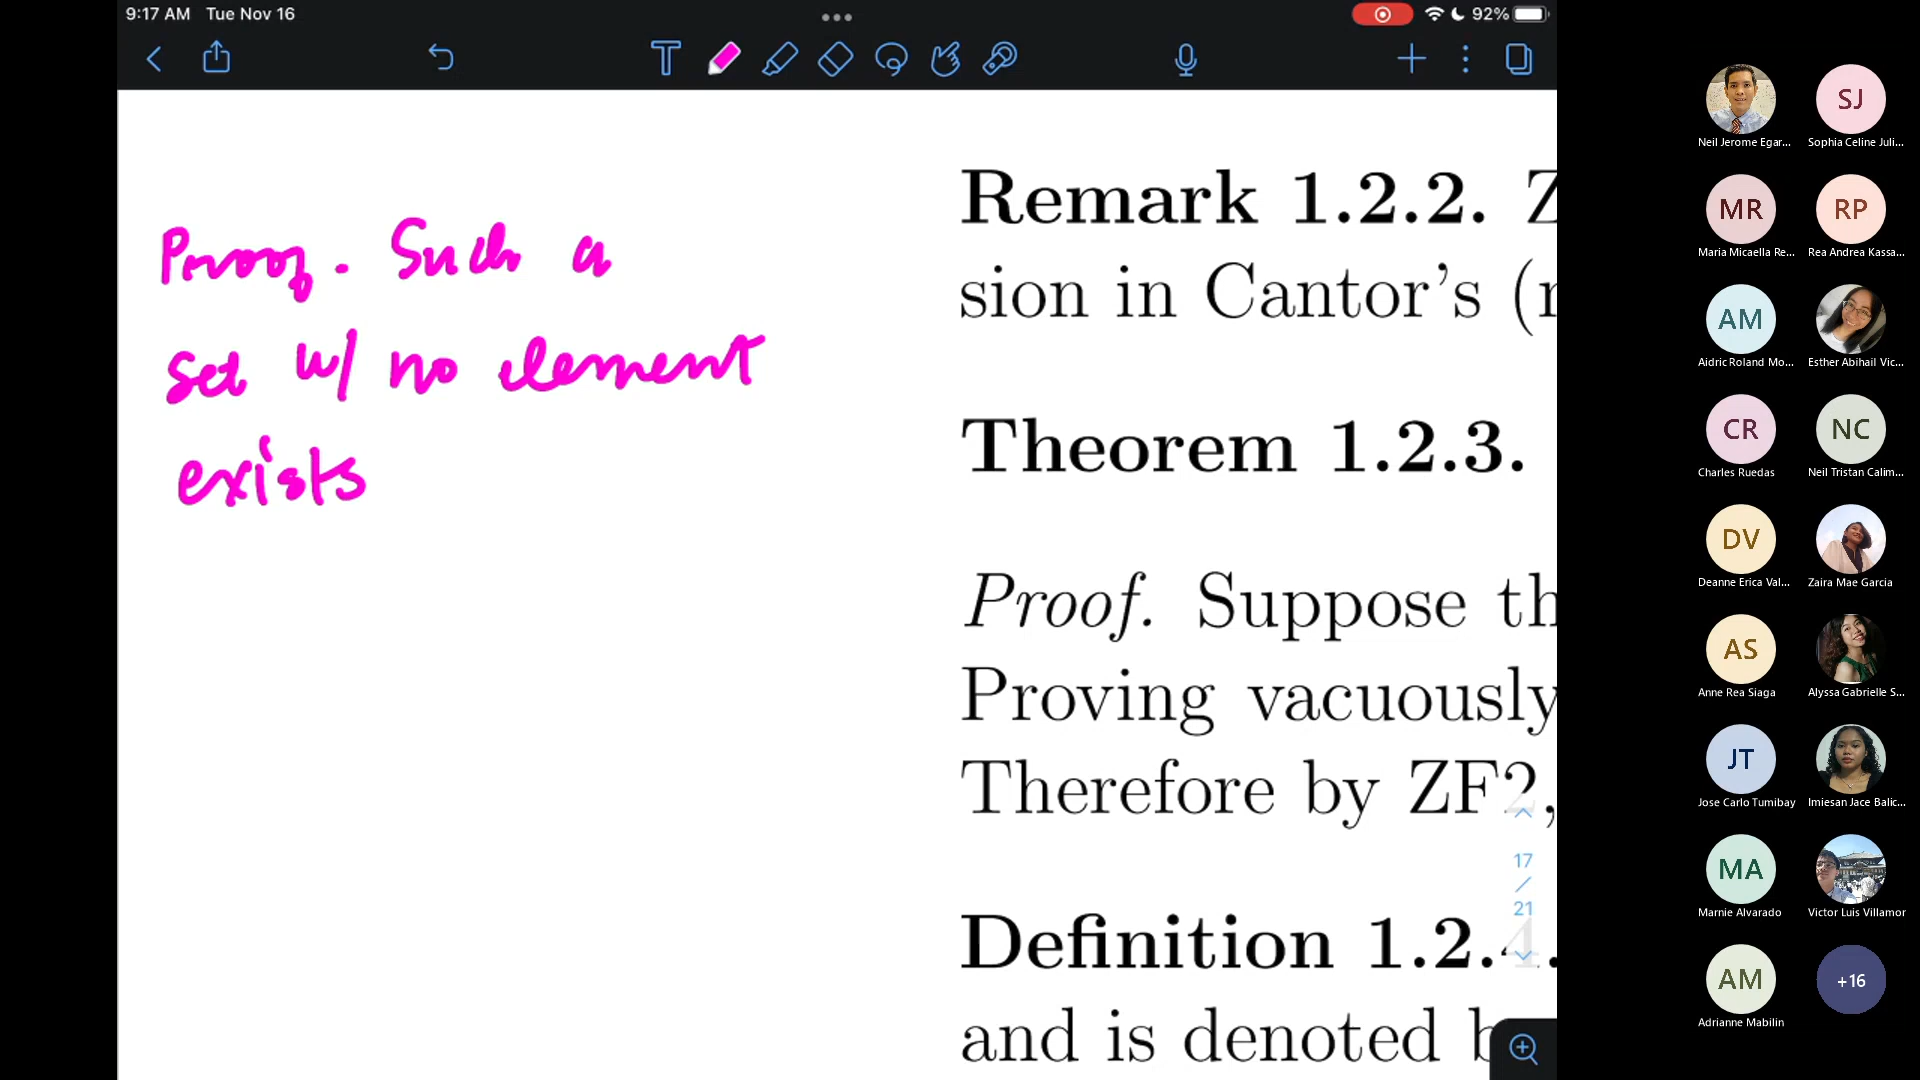 9:17 AM Tue Nov 16
92%
Proof. Such a
set w/ no element
exists
Remark 1.2.2. Z
sion in Cantor's (r
Theorem 1.2.3.
Proof. Suppose th
Proving vacuously
Therefore by ZF2,
Definition 1.2.4.
and is denoted b
17
/
21
Neil Jerome Egar...
SJ
Sophia Celine Juli...
MR
Maria Micaella Re...
RP
Rea Andrea Kassa...
AM
Aidric Roland Mo...
Esther Abihail Vic...
CR
Charles Ruedas
NC
Neil Tristan Calim...
DV
Deanne Erica Val...
Zaira Mae Garcia
AS
Anne Rea Siaga
Alyssa Gabrielle S...
JT
Jose Carlo Tumibay
Imiesan Jace Balic...
MA
Marnie Alvarado
Victor Luis Villamor
AM
Adrianne Mabilin
+16